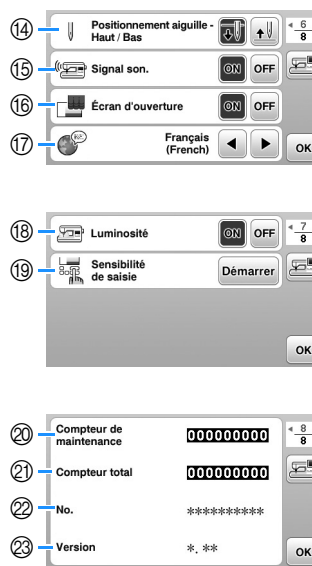 ⑭ Positionnement aiguille - 6
Haut / Bas 8
⑮ Signal son. ON OFF
⑯ Écran d'ouverture ON OFF
⑰ Français
(French) OK
⑱ Luminosité ON OFF 7
8
⑲ Sensibilité
de saisie Démarrer
OK
⑳ Compteur de
maintenance 000000000 8
8
㉑ Compteur total 000000000
㉒ No. **********
㉓ Version *. ** OK